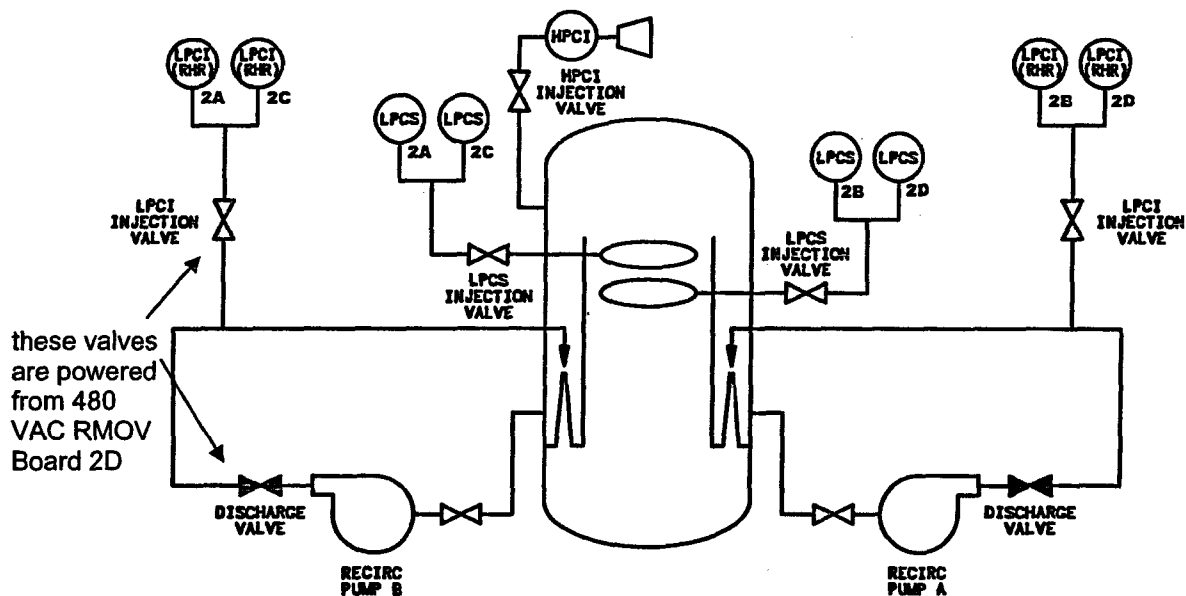 HPCI
HPCI
INJECTION
VALVE
LPCI
(RHR)
LPCI
(RHR)
2A
2C
LPCI
(RHR)
LPCI
(RHR)
2B
2D
LPCS
LPCS
2A
2C
LPCS
LPCS
2B
2D
LPCI
INJECTION
VALVE
LPCI
INJECTION
VALVE
LPCS
INJECTION
VALVE
LPCS
INJECTION
VALVE
these valves
are powered
from 480
VAC RMOV
Board 2D
DISCHARGE
VALVE
DISCHARGE
VALVE
RECIRC
PUMP B
RECIRC
PUMP A